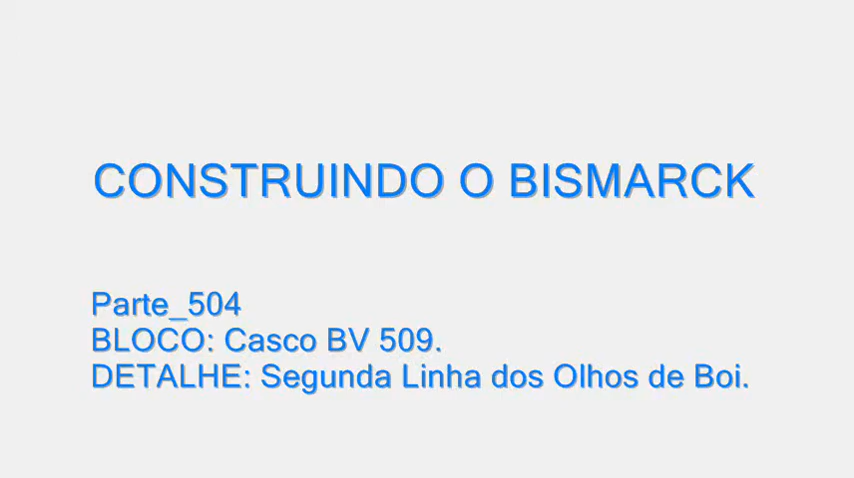 CONSTRUINDO O BISMARCK
Parte_504
BLOCO: Casco BV 509.
DETALHE: Segunda Linha dos Olhos de Boi.